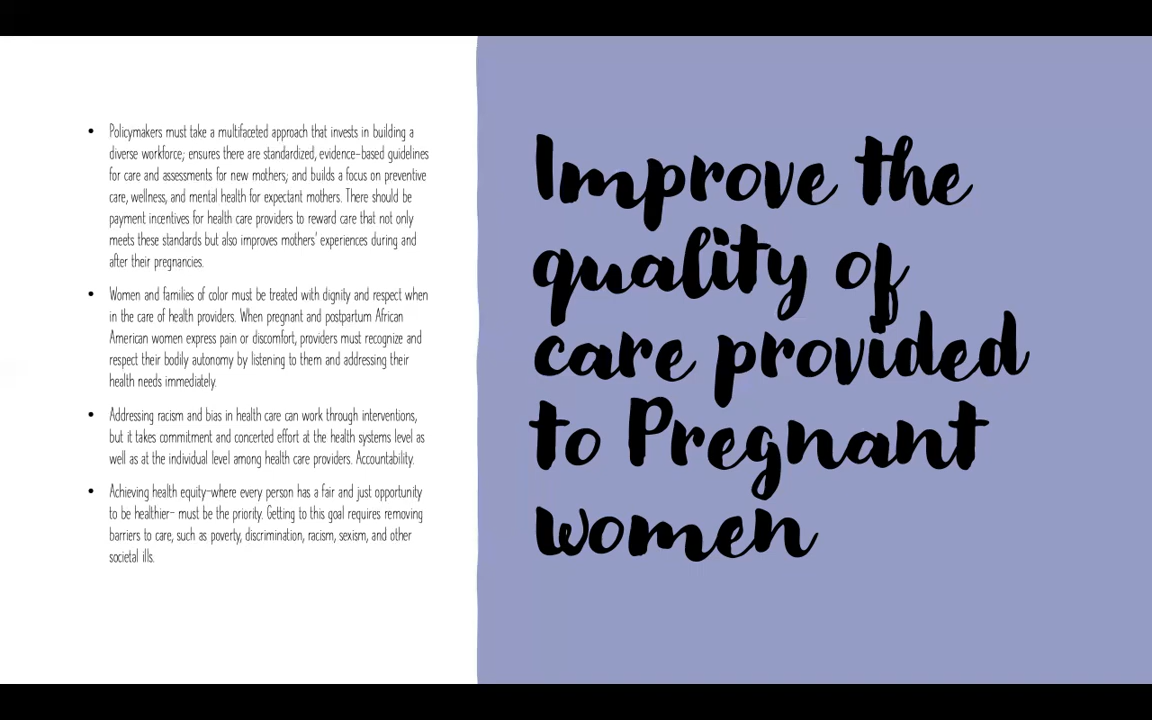 Policymakers must take a multifaceted approach that invests in building a
diverse workforce; ensures there are standardized, evidence-based guidelines
for care and assessments for new mothers; and builds a focus on preventive
care, wellness, and mental health for expectant mothers. There should be
payment incentives for health care providers to reward care that not only
meets these standards but also improves mothers' experiences during and
after their pregnancies.
Women and families of color must be treated with dignity and respect when
in the care of health providers. When pregnant and postpartum African
American women express pain or discomfort, providers must recognize and
respect their bodily autonomy by listening to them and addressing their
health needs immediately.
Addressing racism and bias in health care can work through interventions,
but it takes commitment and concerted effort at the health systems level as
well as at the individual level among health care providers. Accountability.
Achieving health equity-where every person has a fair and just opportunity
to be healthier- must be the priority. Getting to this goal requires removing
barriers to care, such as poverty, discrimination, racism, sexism, and other
societal ills.
Improve the
quality of
care provided
to Pregnant
women